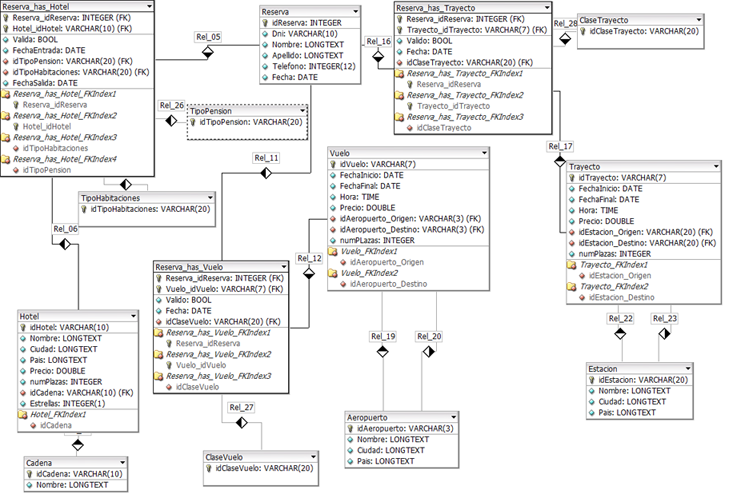 Reserva_has_Hotel
Reserva_idReserva: INTEGER (FK)
Hotel_idHotel: VARCHAR(10) (FK)
Valida: BOOL
FechaEntrada: DATE
idTipoPension: VARCHAR(20) (FK)
idTipoHabitaciones: VARCHAR(20) (FK)
FechaSalida: DATE
Reserva_has_Hotel_FKIndex1
Reserva_idReserva
Reserva_has_Hotel_FKIndex2
Hotel_idHotel
Reserva_has_Hotel_FKIndex3
idTipoHabitaciones
Reserva_has_Hotel_FKIndex4
idTipoPension
Rel_05
Reserva
idReserva: INTEGER
Dni: VARCHAR(10)
Nombre: LONGTEXT
Apellido: LONGTEXT
Telefono: INTEGER(12)
Fecha: DATE
Rel_16
Reserva_has_Trayecto
Reserva_idReserva: INTEGER (FK)
Trayecto_idTrayecto: VARCHAR(7) (FK)
Valido: BOOL
Fecha: DATE
idClaseTrayecto: VARCHAR(20) (FK)
Reserva_has_Trayecto_FKIndex1
Reserva_idReserva
Reserva_has_Trayecto_FKIndex2
Trayecto_idTrayecto
Reserva_has_Trayecto_FKIndex3
idClaseTrayecto
Rel_28
ClaseTrayecto
idClaseTrayecto: VARCHAR(20)
Rel_26
TipoPension
idTipoPension: VARCHAR(20)
Rel_11
Rel_17
TipoHabitaciones
idTipoHabitaciones: VARCHAR(20)
Vuelo
idVuelo: VARCHAR(7)
FechaInicio: DATE
FechaFinal: DATE
Hora: TIME
Precio: DOUBLE
idAeropuerto_Origen: VARCHAR(3) (FK)
idAeropuerto_Destino: VARCHAR(3) (FK)
numPlazas: INTEGER
Vuelo_FKIndex1
idAeropuerto_Origen
Vuelo_FKIndex2
idAeropuerto_Destino
Trayecto
idTrayecto: VARCHAR(7)
FechaInicio: DATE
FechaFinal: DATE
Hora: TIME
Precio: DOUBLE
idEstacion_Origen: VARCHAR(20) (FK)
idEstacion_Destino: VARCHAR(20) (FK)
numPlazas: INTEGER
Trayecto_FKIndex1
idEstacion_Origen
Trayecto_FKIndex2
idEstacion_Destino
Rel_06
Rel_12
Reserva_has_Vuelo
Reserva_idReserva: INTEGER (FK)
Vuelo_idVuelo: VARCHAR(7) (FK)
Valido: BOOL
Fecha: DATE
idClaseVuelo: VARCHAR(20) (FK)
Reserva_has_Vuelo_FKIndex1
Reserva_idReserva
Reserva_has_Vuelo_FKIndex2
Vuelo_idVuelo
Reserva_has_Vuelo_FKIndex3
idClaseVuelo
Hotel
idHotel: VARCHAR(10)
Nombre: LONGTEXT
Ciudad: LONGTEXT
Pais: LONGTEXT
Precio: DOUBLE
numPlazas: INTEGER
idCadena: VARCHAR(10) (FK)
Estrellas: INTEGER(1)
Hotel_FKIndex1
idCadena
Rel_19
Rel_20
Rel_22
Rel_23
Estacion
idEstacion: VARCHAR(20)
Nombre: LONGTEXT
Ciudad: LONGTEXT
Pais: LONGTEXT
Rel_27
Aeropuerto
idAeropuerto: VARCHAR(3)
Nombre: LONGTEXT
Ciudad: LONGTEXT
Pais: LONGTEXT
Cadena
idCadena: VARCHAR(10)
Nombre: LONGTEXT
ClaseVuelo
idClaseVuelo: VARCHAR(20)